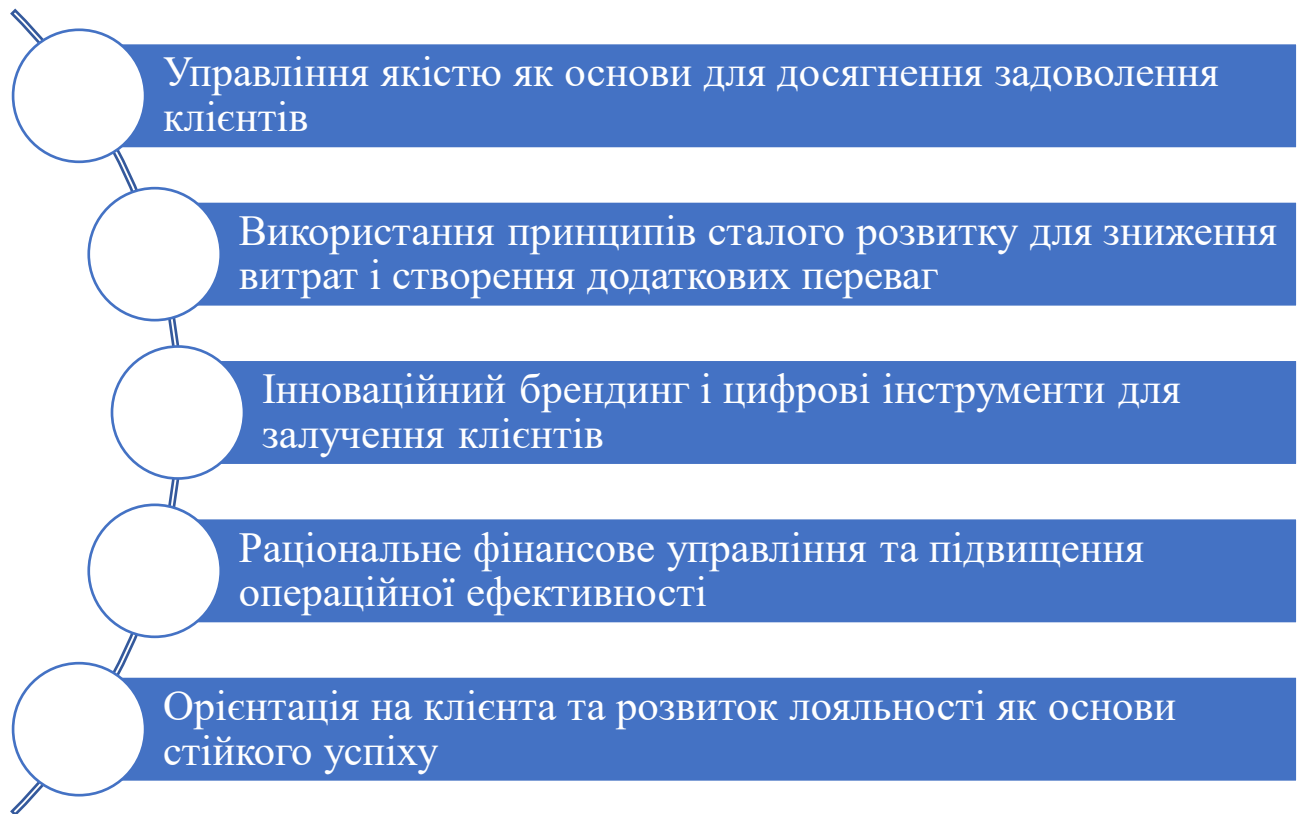 Управління якістю як основи для досягнення задоволення
клієнтів
Використання принципів сталого розвитку для зниження
витрат і створення додаткових переваг
Інноваційний брендинг і цифрові інструменти для
залучення клієнтів
Раціональне фінансове управління та підвищення
операційної ефективності
Орієнтація на клієнта та розвиток лояльності як основи
стійкого успіху